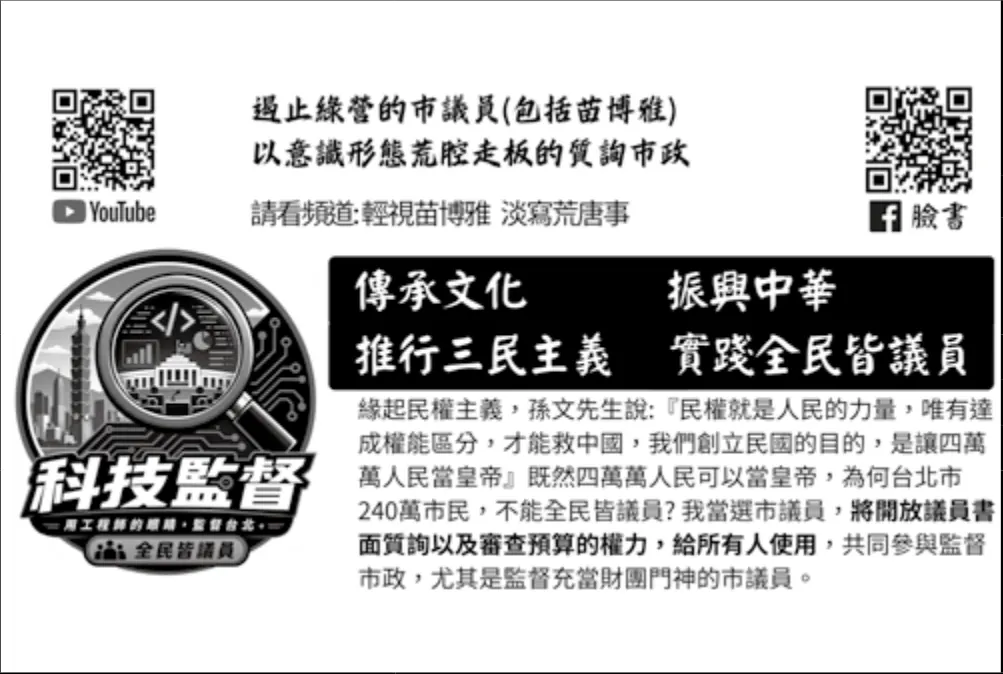 遏止綠營的市議員(包括苗博雅)
以意識形態荒腔走板的質詢市政
YouTube
請看頻道:輕視苗博雅 淡寫荒唐事
臉書
傳承文化 振興中華
推行三民主義 實踐全民皆議員
</>
科技監督
用工程師的眼睛,監督台北。
全民皆議員
緣起民權主義,孫文先生說:『民權就是人民的力量,唯有達
成權能區分,才能救中國,我們創立民國的目的,是讓四萬
萬人民當皇帝』既然四萬萬人民可以當皇帝,為何台北市
240萬市民,不能全民皆議員? 我當選市議員,將開放議員書
面質詢以及審查預算的權力,給所有人使用,共同參與監督
市政,尤其是監督充當財團門神的市議員。